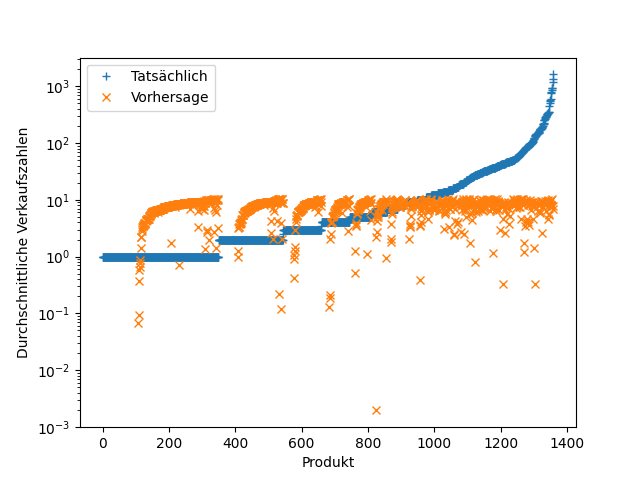 Tatsächlich
Vorhersage
Durchschnittliche Verkaufszahlen
10³
10²
10¹
10⁰
10⁻¹
10⁻²
10⁻³
0 200 400 600 800 1000 1200 1400
Produkt